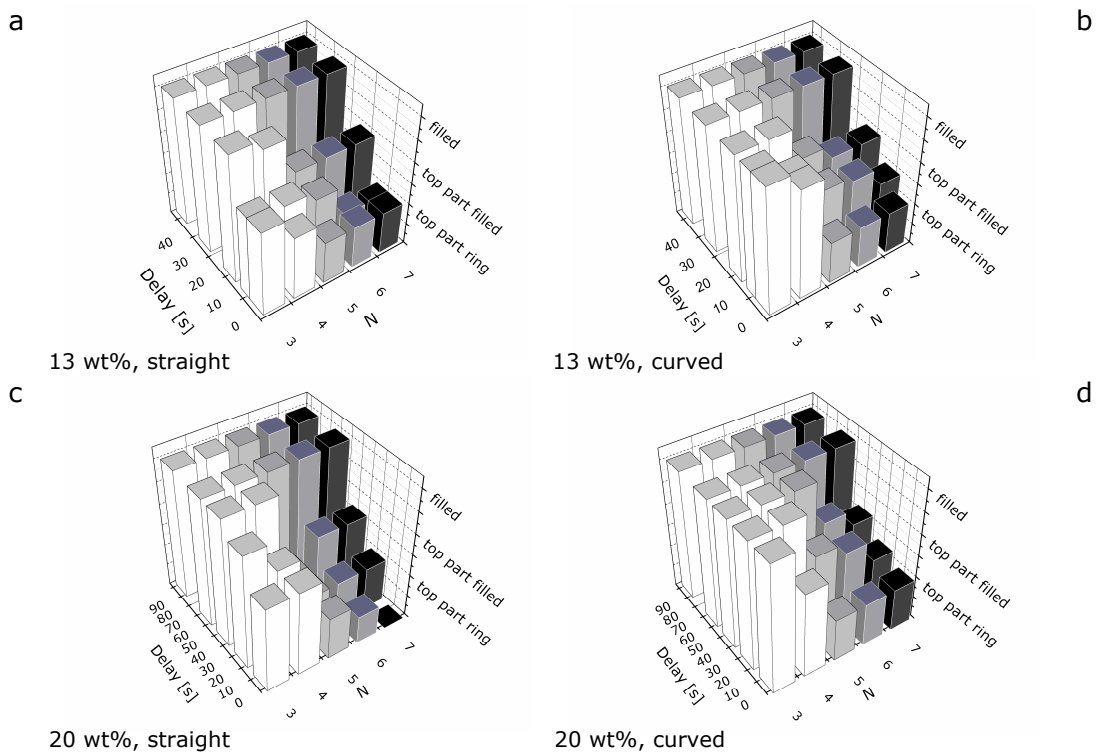 a
filled
top part filled
top part ring
40
30
20
10
0
Delay [s]
3
4
5
6
7
N
13 wt%, straight
b
filled
top part filled
top part ring
40
30
20
10
0
Delay [s]
3
4
5
6
7
N
13 wt%, curved
c
filled
top part filled
top part ring
90
80
70
60
50
40
30
20
10
0
Delay [s]
3
4
5
6
7
N
20 wt%, straight
d
filled
top part filled
top part ring
90
80
70
60
50
40
30
20
10
0
Delay [s]
3
4
5
6
7
N
20 wt%, curved